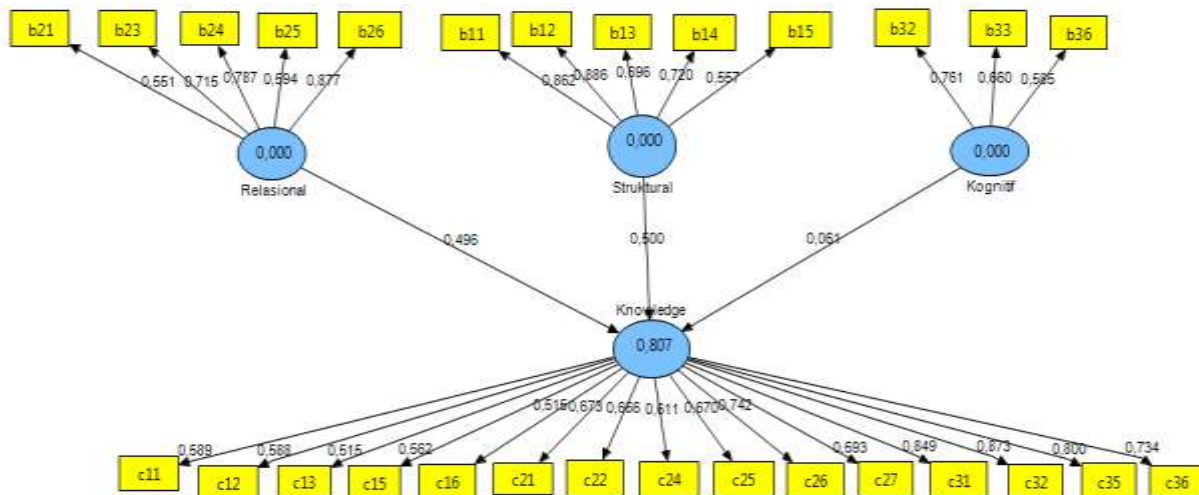 b21 b23 b24 b25 b26 b11 b12 b13 b14 b15 b32 b33 b36
0,551 0,715 0,787 0,594 0,877 0,862 0,886 0,696 0,720 0,557 0,761 0,660 0,585
0,000 0,000 0,000
Relasional Struktural Kognitif
0,496 0,500 0,051
Knowledge
0,807
0,589 0,588 0,615 0,562 0,515 0,673 0,666 0,611 0,670 0,742 0,593 0,849 0,873 0,800 0,734
c11 c12 c13 c15 c16 c21 c22 c24 c25 c26 c27 c31 c32 c35 c36